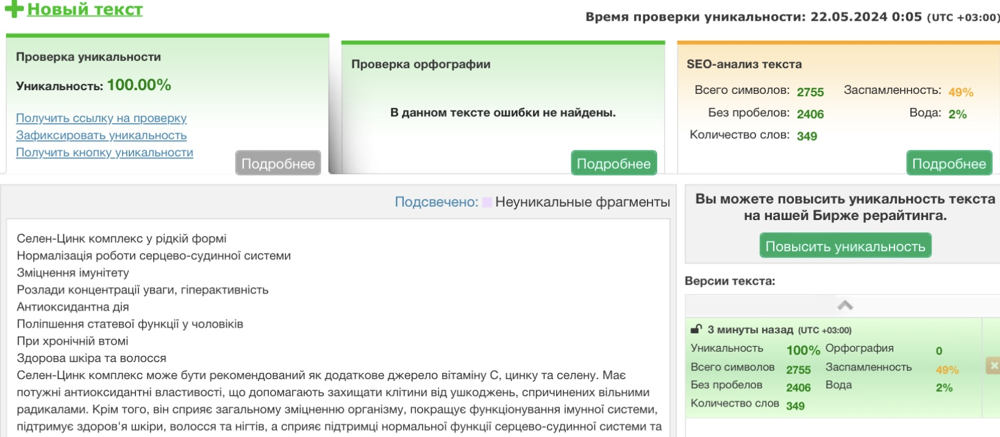 Новый текст
Время проверки уникальности: 22.05.2024 0:05 (UTC +03:00)
Проверка уникальности
Уникальность: 100.00%
Получить ссылку на проверку
Зафиксировать уникальность
Получить кнопку уникальности
Подробнее
Проверка орфографии
В данном тексте ошибки не найдены.
Подробнее
SEO-анализ текста
Всего символов: 2755 Заспамленность: 49%
Без пробелов: 2406 Вода: 2%
Количество слов: 349
Подробнее
Подсвечено: Неуникальные фрагменты
Селен-Цинк комплекс у рідкій формі
Нормалізація роботи серцево-судинної системи
Зміцнення імунітету
Розлади концентрації уваги, гіперактивність
Антиоксидантна дія
Поліпшення статевої функції у чоловіків
При хронічній втомі
Здорова шкіра та волосся
Селен-Цинк комплекс може бути рекомендований як додаткове джерело вітаміну С, цинку та селену. Має
потужні антиоксидантні властивості, що допомагають захищати клітини від ушкоджень, спричинених вільними
радикалами. Крім того, він сприяє загальному зміцненню організму, покращує функціонування імунної системи,
підтримує здоров'я шкіри, волосся та нігтів, а сприяє підтримці нормальної функції серцево-судинної системи та
Вы можете повысить уникальность текста
на нашей Бирже рерайтинга.
Повысить уникальность
Версии текста:
3 минуты назад (UTC +03:00)
Уникальность 100% Орфография 0
Всего символов 2755 Заспамленность 49%
Без пробелов 2406 Вода 2%
Количество слов 349